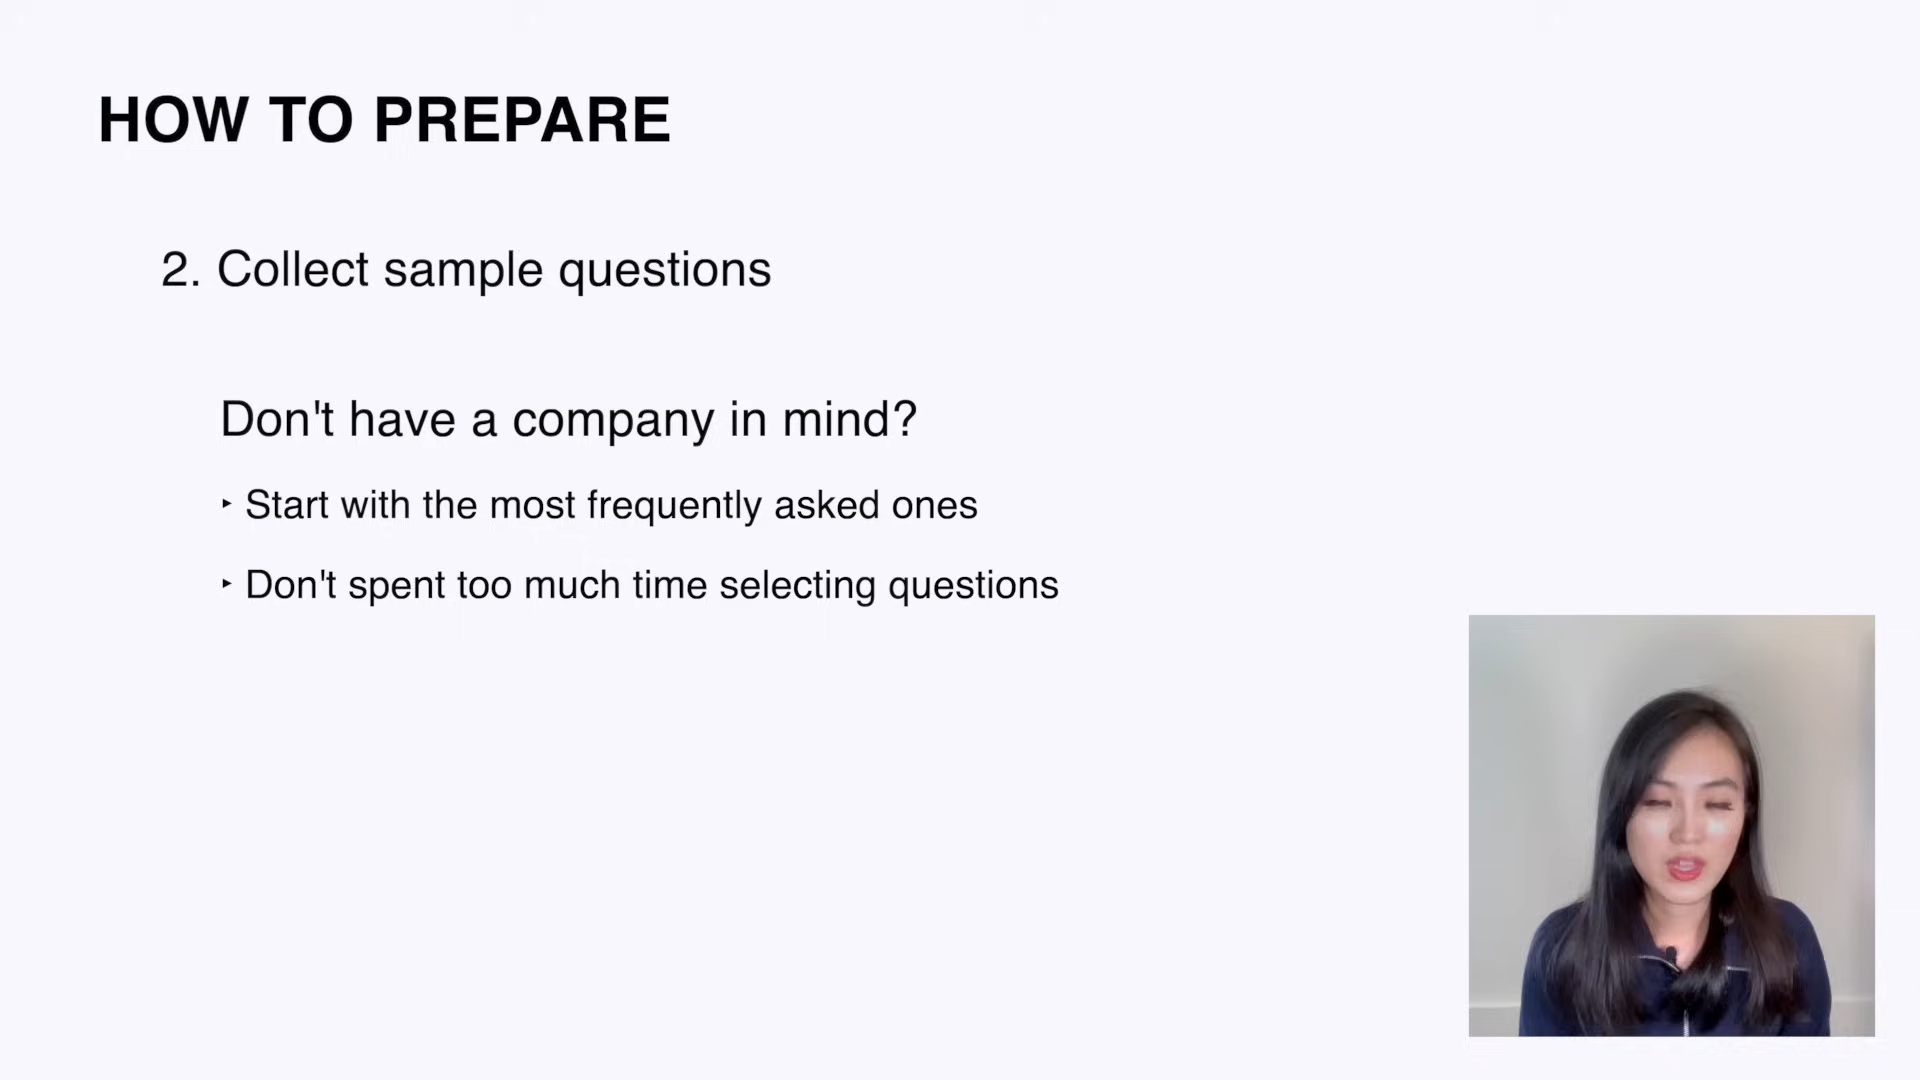 HOW TO PREPARE
2. Collect sample questions
Don't have a company in mind?
‣ Start with the most frequently asked ones
‣ Don't spent too much time selecting questions